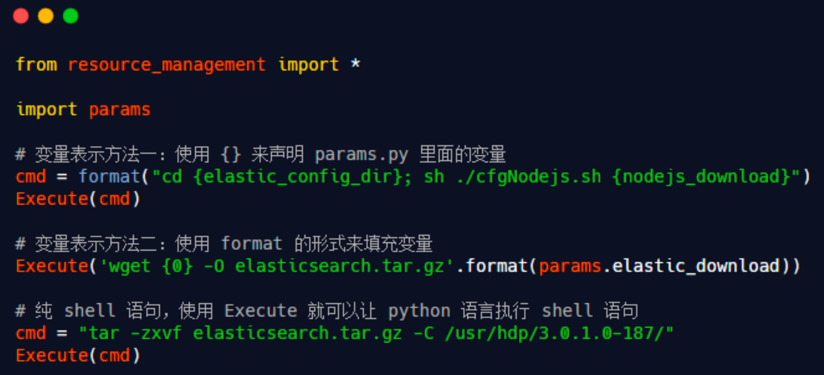 from resource_management import *
import params
# 变量表示方法一：使用 {} 来声明 params.py 里面的变量
cmd = format("cd {elastic_config_dir}; sh ./cfgNodejs.sh {nodejs_download}")
Execute(cmd)
# 变量表示方法二：使用 format 的形式来填充变量
Execute('wget {0} -O elasticsearch.tar.gz'.format(params.elastic_download))
# 纯 shell 语句，使用 Execute 就可以让 python 语言执行 shell 语句
cmd = "tar -zxvf elasticsearch.tar.gz -C /usr/hdp/3.0.1.0-187/"
Execute(cmd)